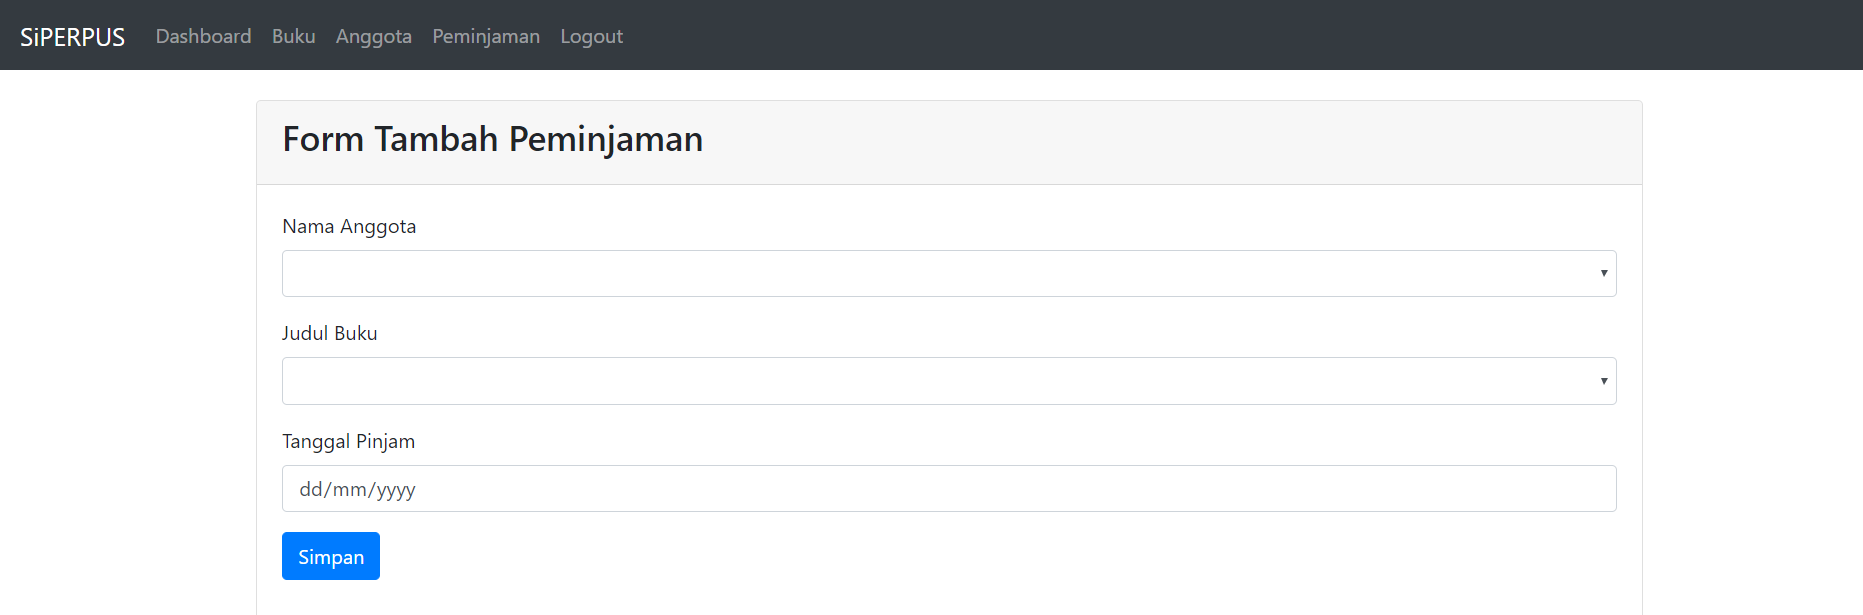 SiPERPUS Dashboard Buku Anggota Peminjaman Logout
Form Tambah Peminjaman
Nama Anggota
Judul Buku
Tanggal Pinjam
dd/mm/yyyy
Simpan